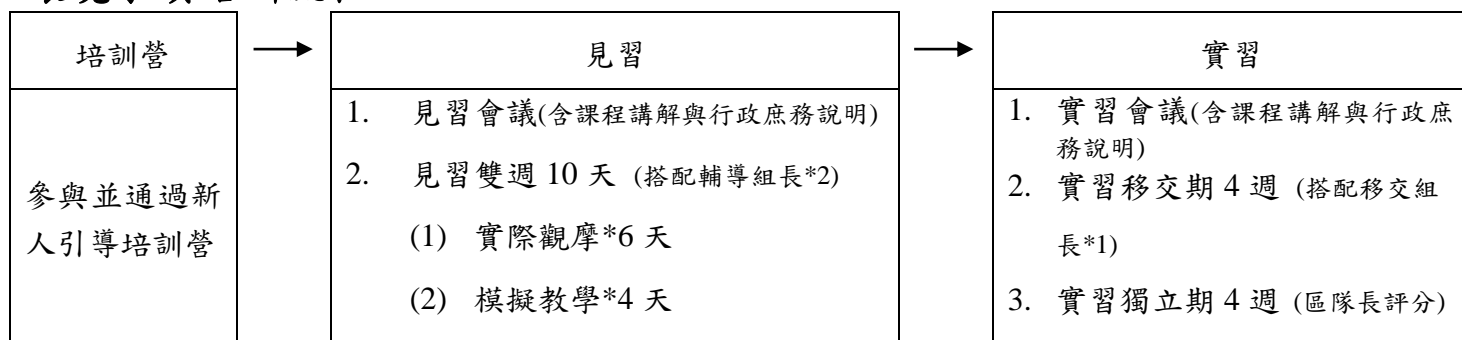 培訓營
參與並通過新
人引導培訓營
見習
1. 見習會議(含課程講解與行政庶務說明)
2. 見習雙週 10 天 (搭配輔導組長*2)
(1) 實際觀摩*6 天
(2) 模擬教學*4 天
實習
1. 實習會議(含課程講解與行政庶
務說明)
2. 實習移交期 4 週 (搭配移交組
長*1)
3. 實習獨立期 4 週 (區隊長評分)